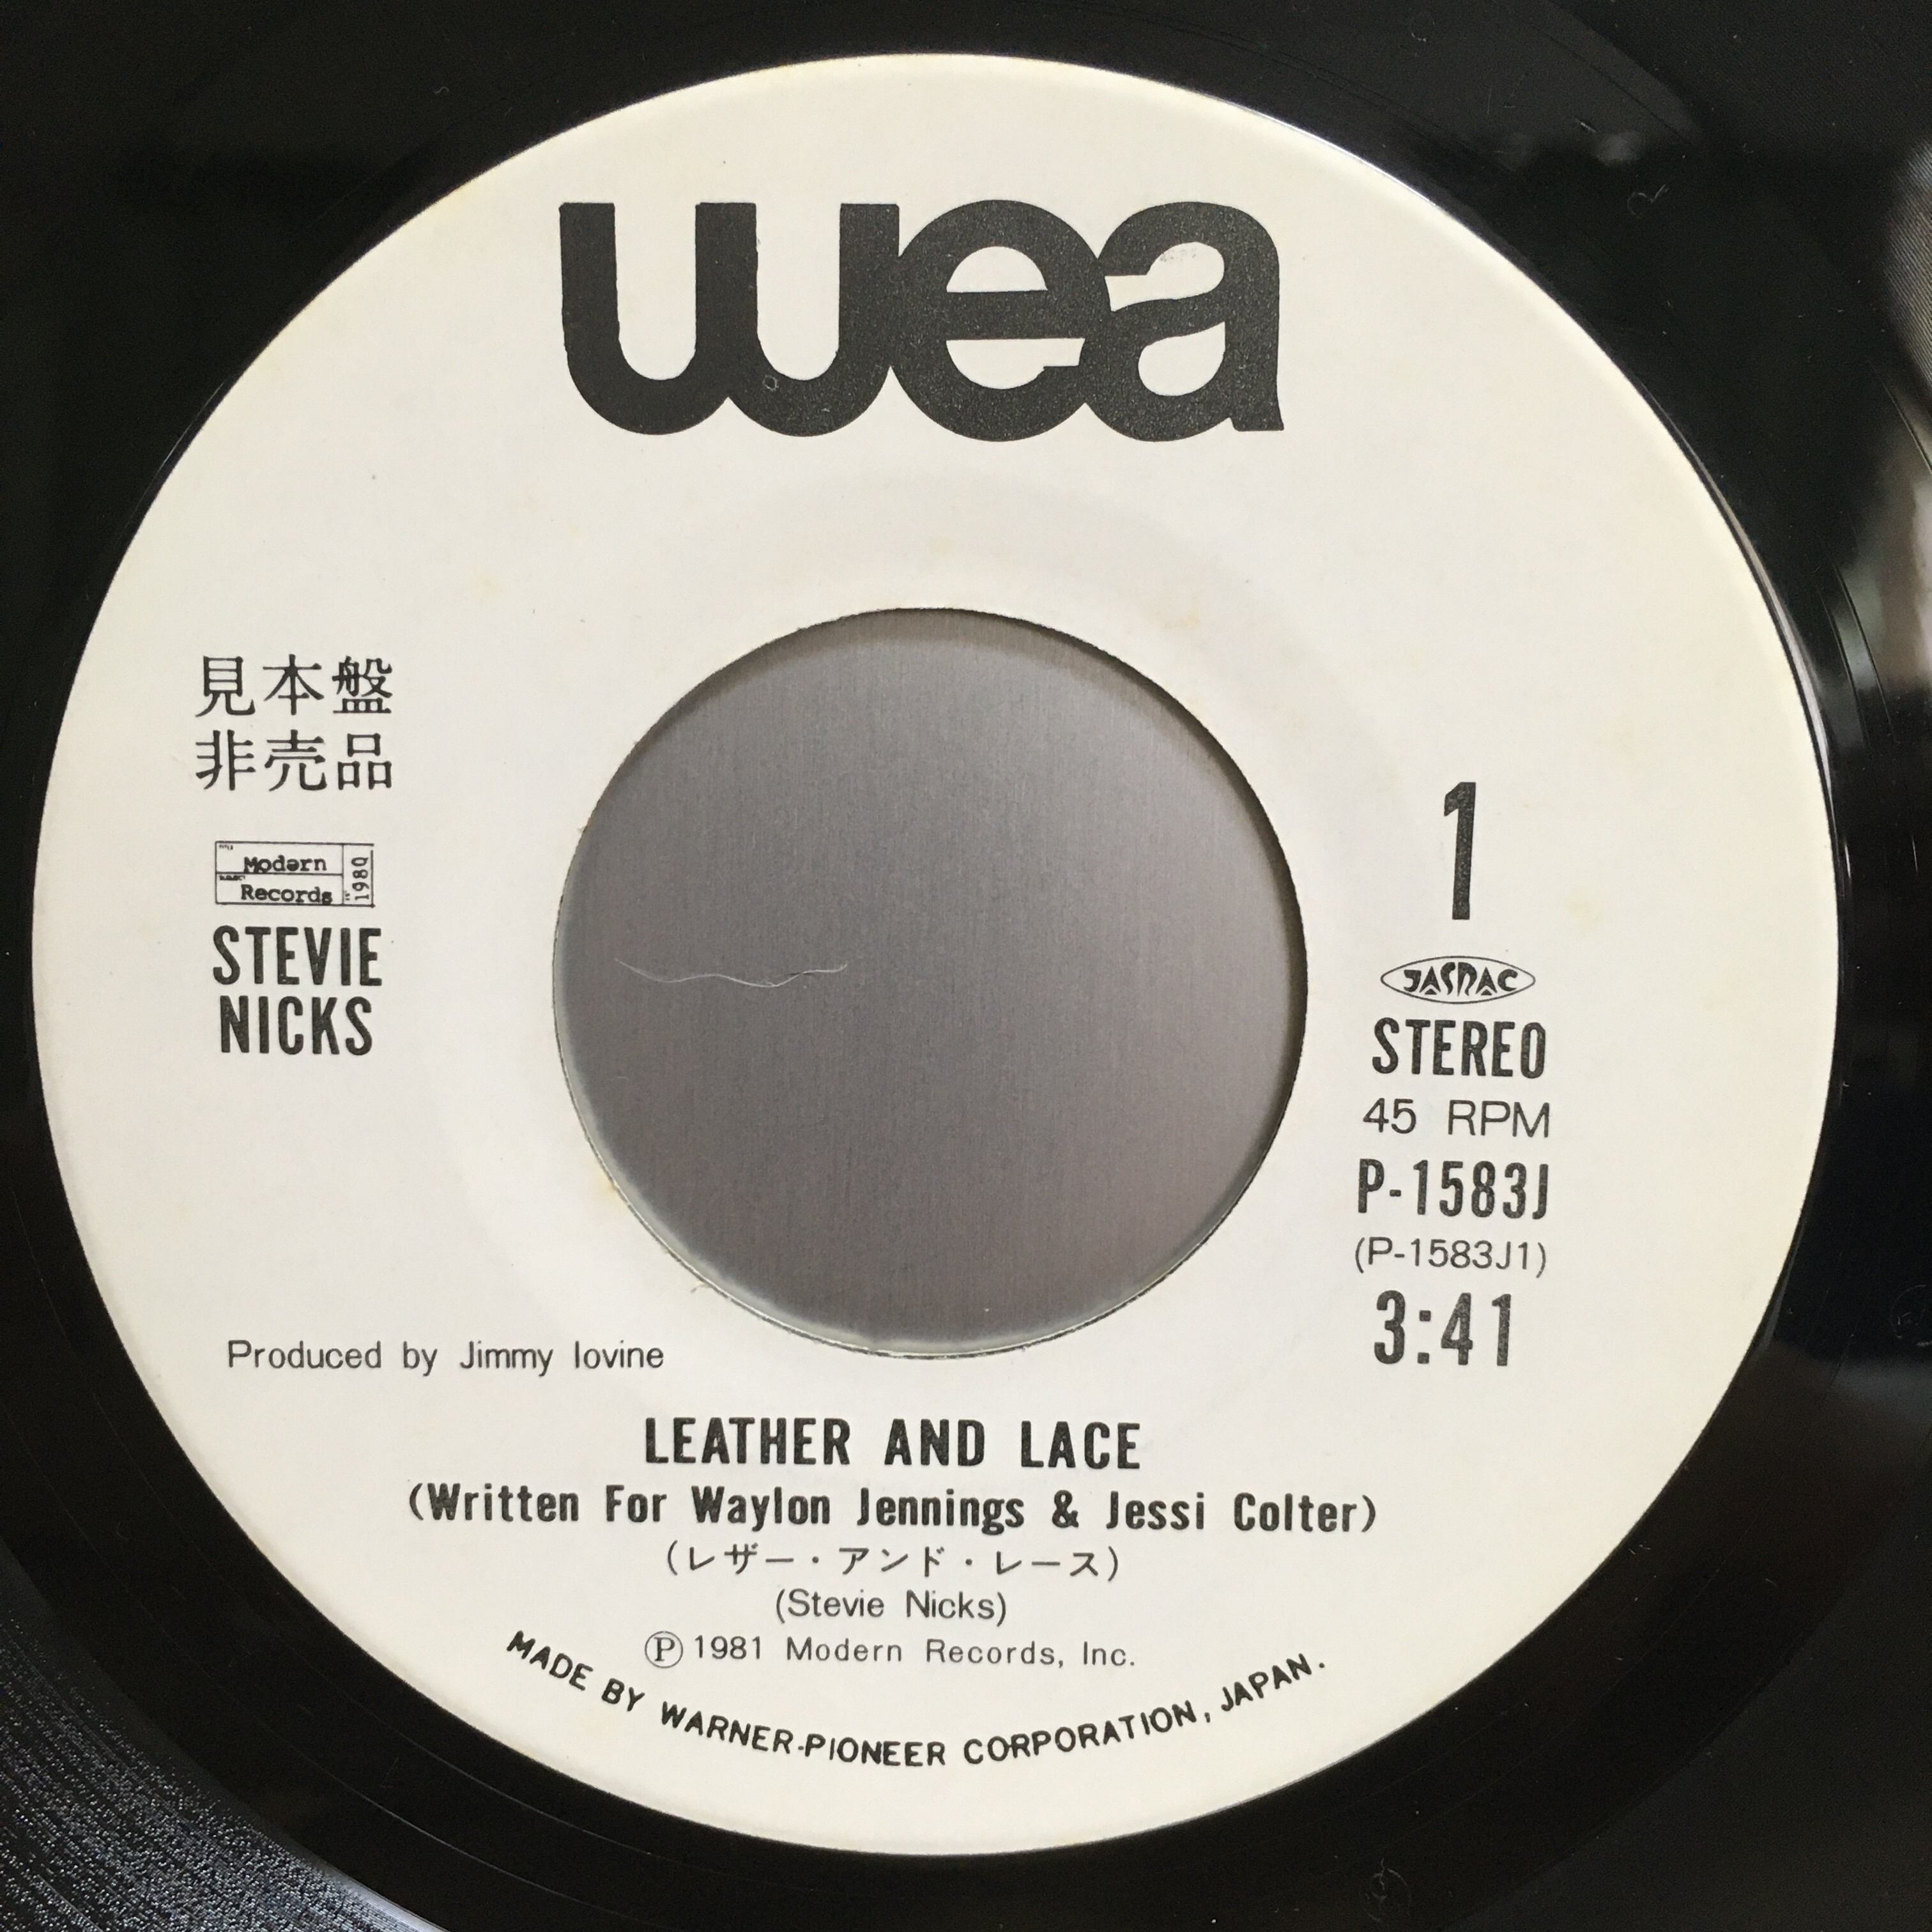 wea
見本盤
非売品
Modern
Records
1980
STEVIE
NICKS
1
JASRAC
STEREO
45 RPM
P-1583J
(P-1583J1)
3:41
Produced by Jimmy Iovine
LEATHER AND LACE
(Written For Waylon Jennings & Jessi Colter)
(レザー・アンド・レース)
(Stevie Nicks)
Ⓟ 1981 Modern Records, Inc.
MADE BY WARNER-PIONEER CORPORATION, JAPAN.